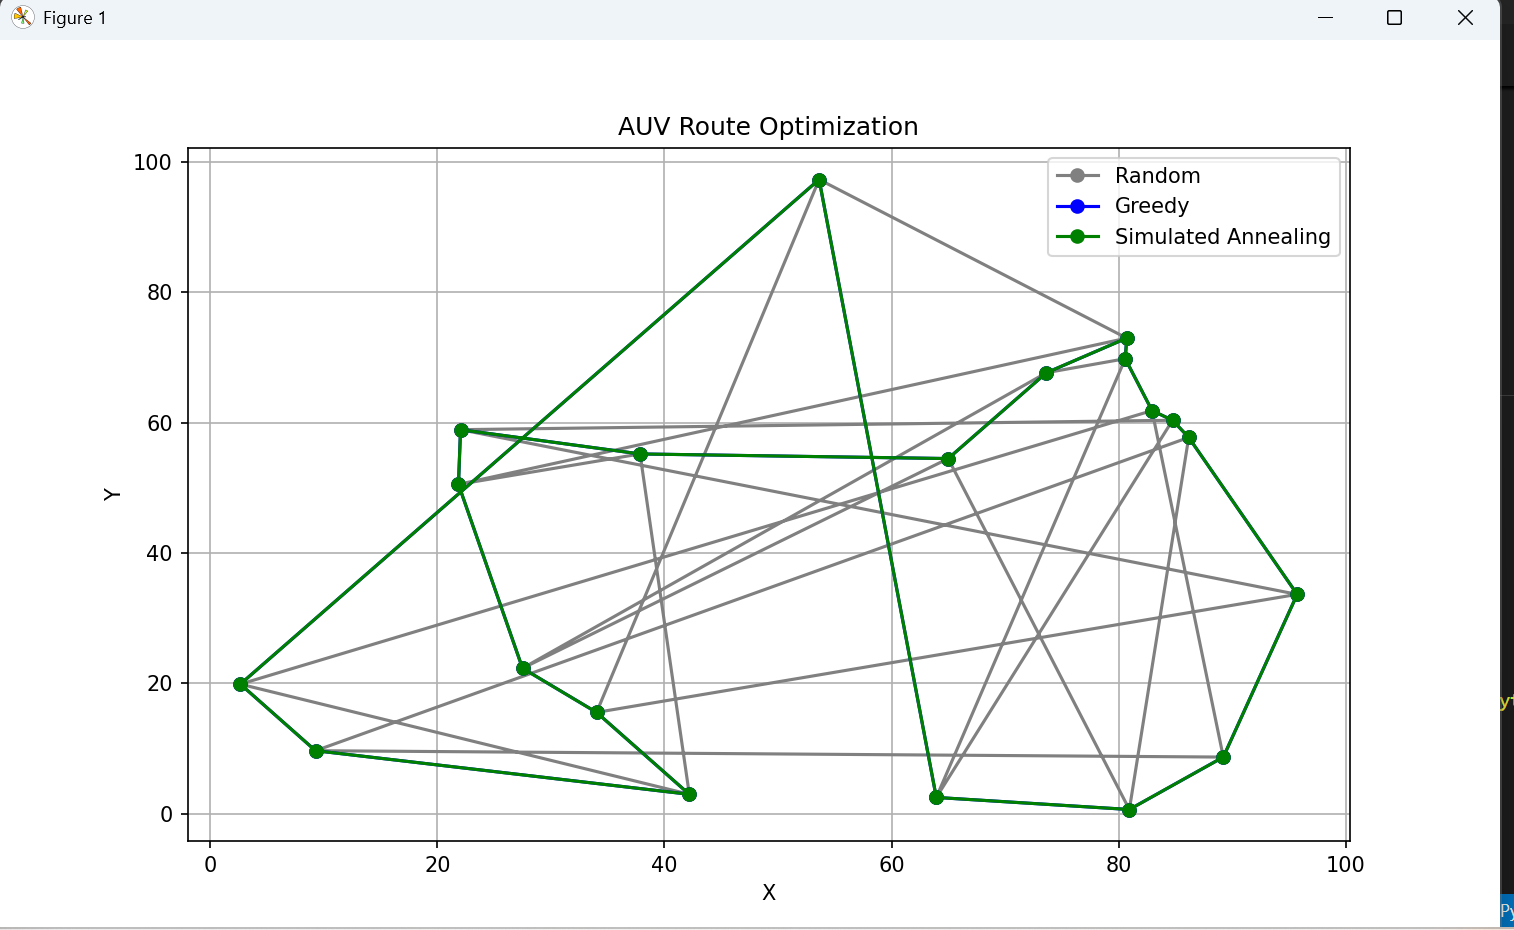 Figure 1
AUV Route Optimization
Random
Greedy
Simulated Annealing
100
80
60
40
20
0
Y
0 20 40 60 80 100
X